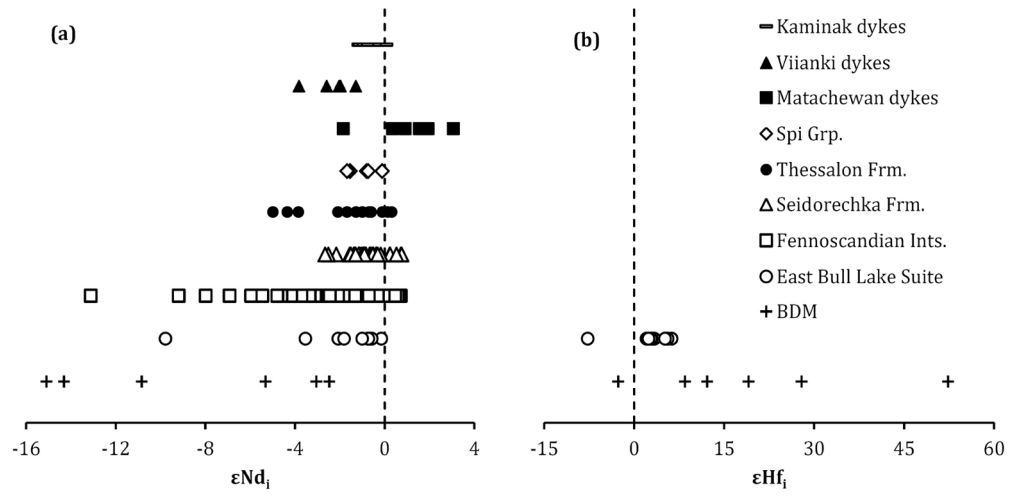 (a)
(b)
Kaminak dykes
Viianki dykes
Matachewan dykes
Spi Grp.
Thessalon Frm.
Seidorechka Frm.
Fennoscandian Ints.
East Bull Lake Suite
BDM
-16 -12 -8 -4 0 4
εNdi
-15 0 15 30 45 60
εHfi